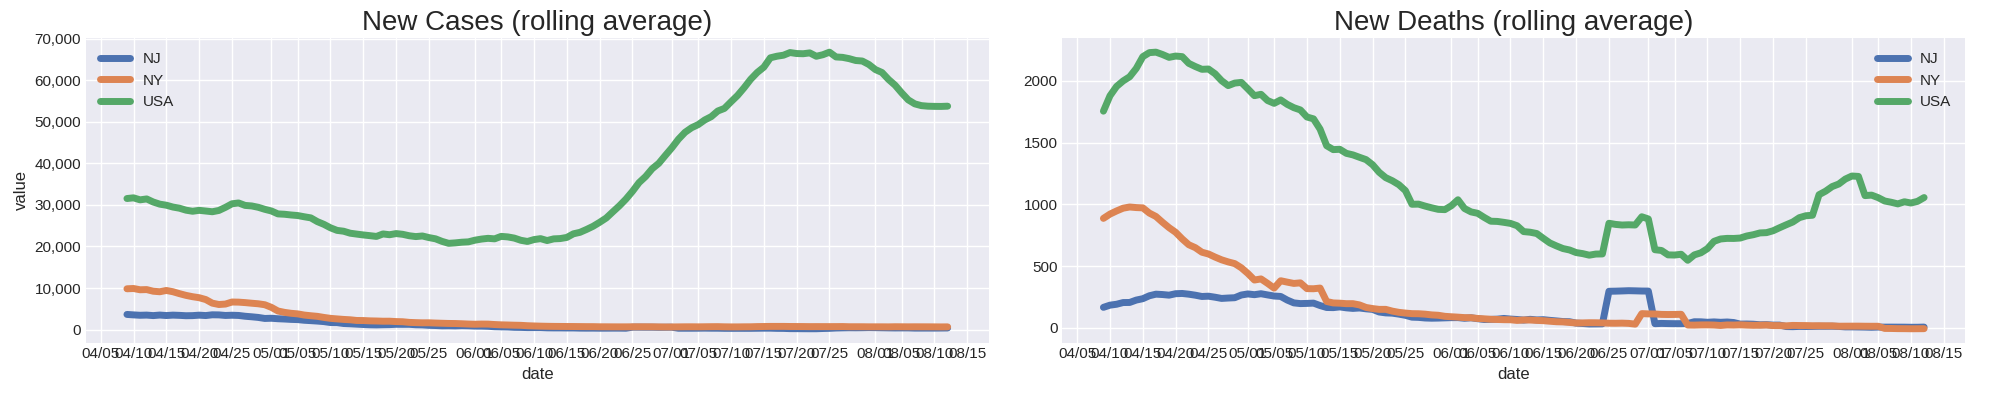 New Cases (rolling average)
70,000
60,000
50,000
40,000
30,000
20,000
10,000
0
value
NJ
NY
USA
04/05 04/10 04/15 04/20 04/25 05/01 05/05 05/10 05/15 05/20 05/25 06/01 06/05 06/10 06/15 06/20 06/25 07/01 07/05 07/10 07/15 07/20 07/25 08/01 08/05 08/10 08/15
date
New Deaths (rolling average)
2000
1500
1000
500
0
NJ
NY
USA
04/05 04/10 04/15 04/20 04/25 05/01 05/05 05/10 05/15 05/20 05/25 06/01 06/05 06/10 06/15 06/20 06/25 07/01 07/05 07/10 07/15 07/20 07/25 08/01 08/05 08/10 08/15
date